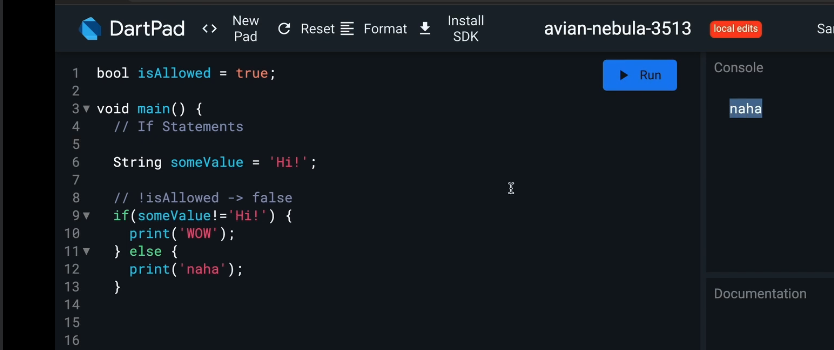 DartPad <> New Pad Reset Format Install SDK avian-nebula-3513 local edits
Run
Console
naha
1 bool isAllowed = true;
2
3 void main() {
4 // If Statements
5
6 String someValue = 'Hi!';
7
8 // !isAllowed -> false
9 if(someValue!='Hi!') {
10 print('WOW');
11 } else {
12 print('naha');
13 }
14
15
16
Documentation